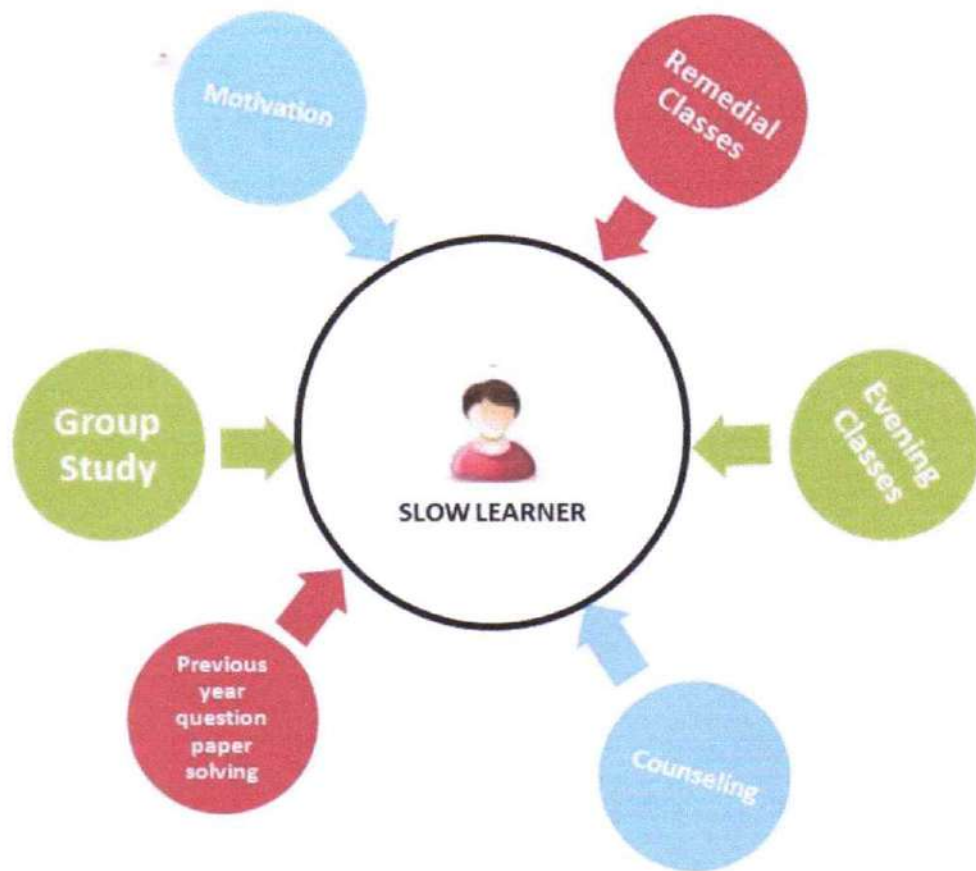 Motivation
Remedial
Classes
Group
Study
Evening
Classes
SLOW LEARNER
Previous
year
question
paper
solving
Counseling